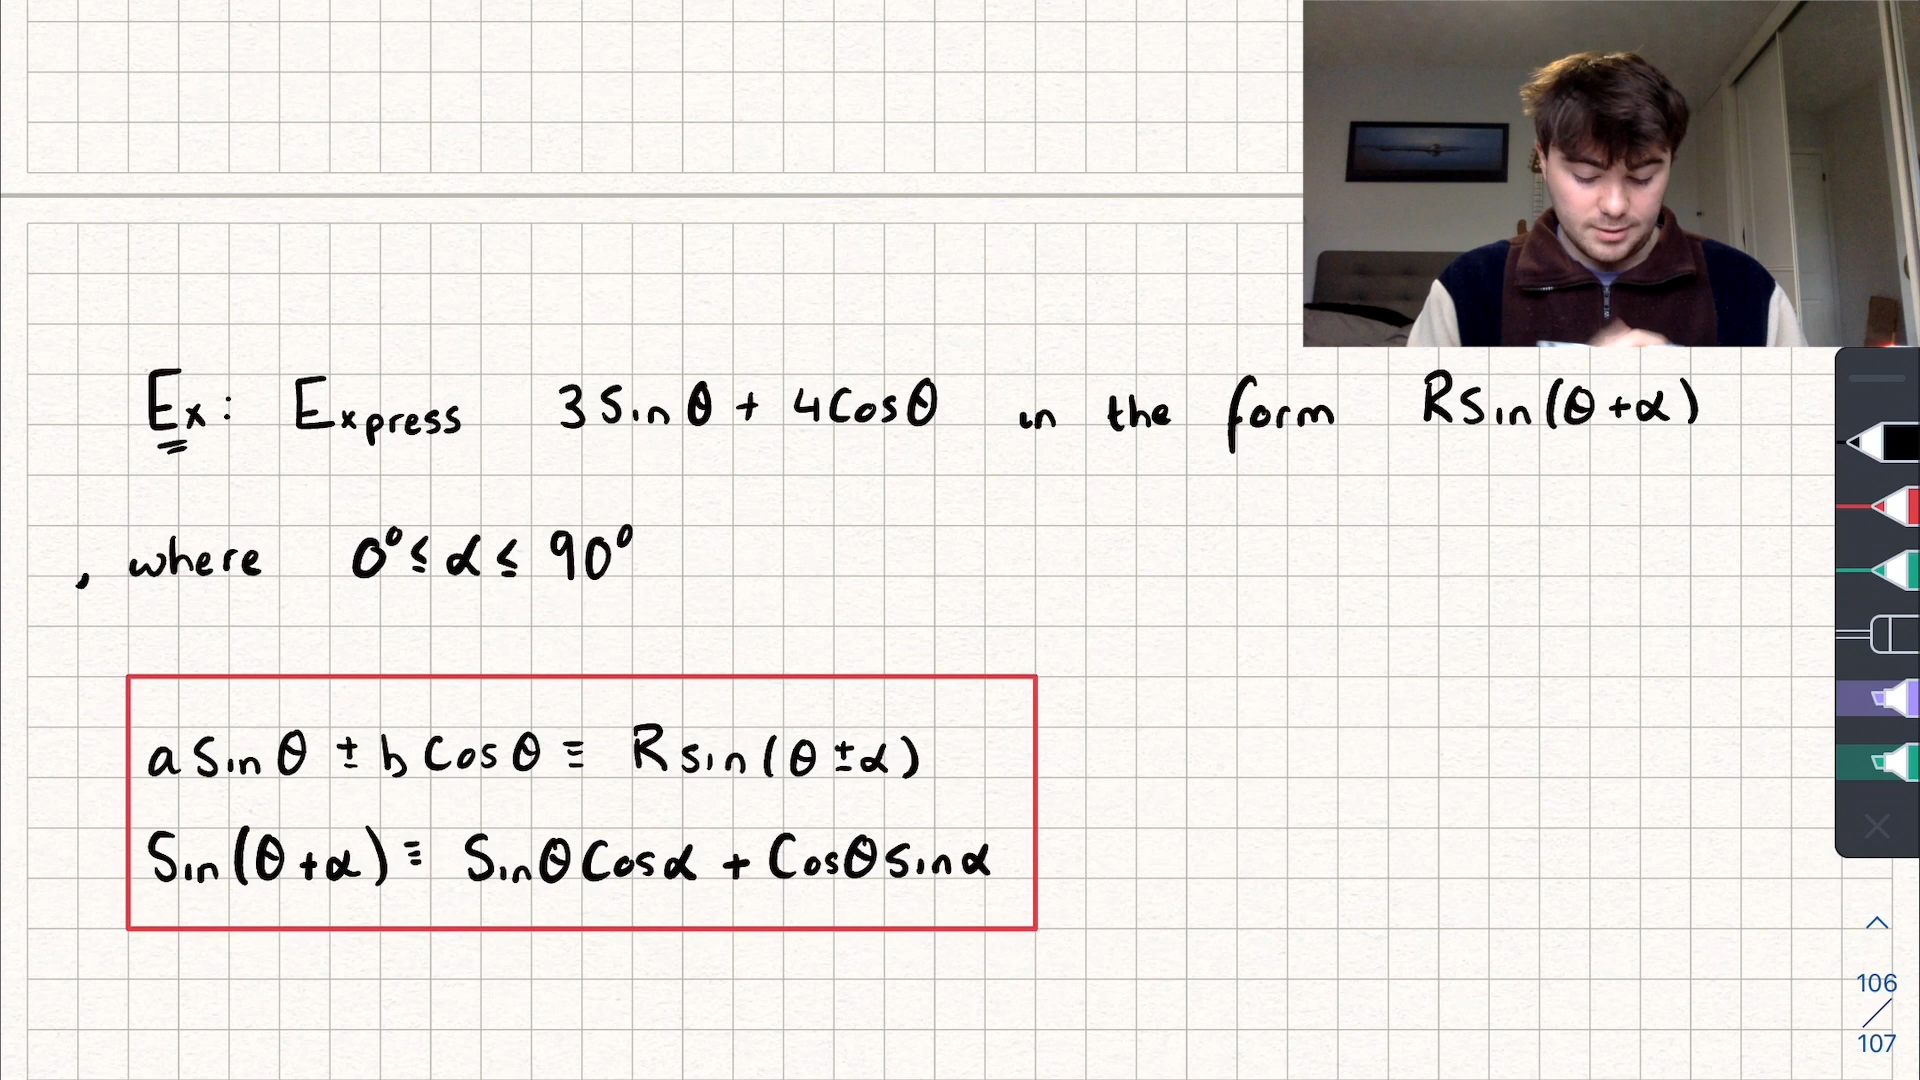 Ex: Express 3Sinθ + 4Cosθ in the form RSin(θ+α)
, where 0° ≤ α ≤ 90°
a Sinθ ± b Cosθ ≡ R sin(θ ± α)
Sin(θ+α) ≡ SinθCosα + Cosθsinα
106
107